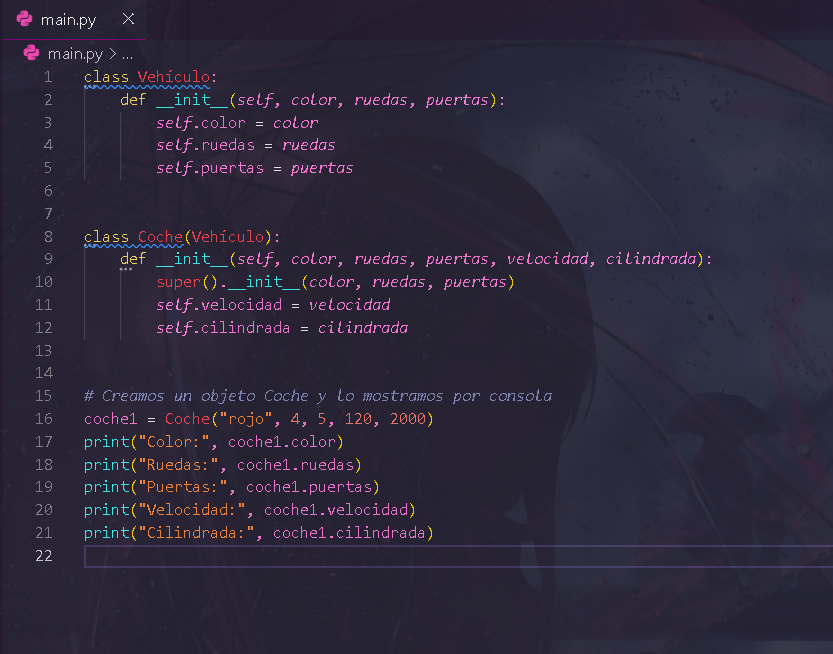 main.py
main.py > ...
1 class Vehículo:
2 def __init__(self, color, ruedas, puertas):
3 self.color = color
4 self.ruedas = ruedas
5 self.puertas = puertas
6
7
8 class Coche(Vehículo):
9 def __init__(self, color, ruedas, puertas, velocidad, cilindrada):
10 super().__init__(color, ruedas, puertas)
11 self.velocidad = velocidad
12 self.cilindrada = cilindrada
13
14
15 # Creamos un objeto Coche y lo mostramos por consola
16 coche1 = Coche("rojo", 4, 5, 120, 2000)
17 print("Color:", coche1.color)
18 print("Ruedas:", coche1.ruedas)
19 print("Puertas:", coche1.puertas)
20 print("Velocidad:", coche1.velocidad)
21 print("Cilindrada:", coche1.cilindrada)
22